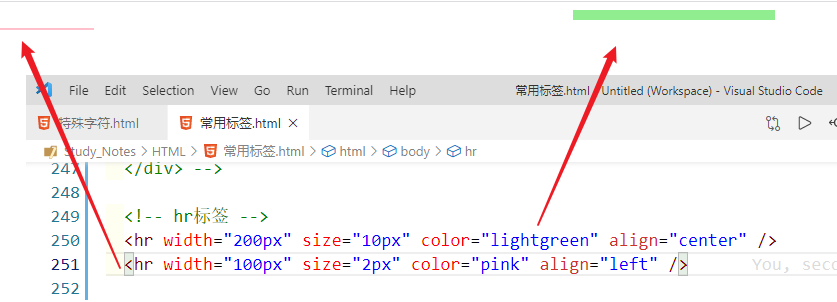 File Edit Selection View Go Run Terminal Help 常用标签.html - Untitled (Workspace) - Visual Studio Code
特殊字符.html 常用标签.html
Study_Notes > HTML > 常用标签.html > html > body > hr
247 </div> -->
248
249 <!-- hr标签 -->
250 <hr width="200px" size="10px" color="lightgreen" align="center" />
251 <hr width="100px" size="2px" color="pink" align="left" /> You, seco
252